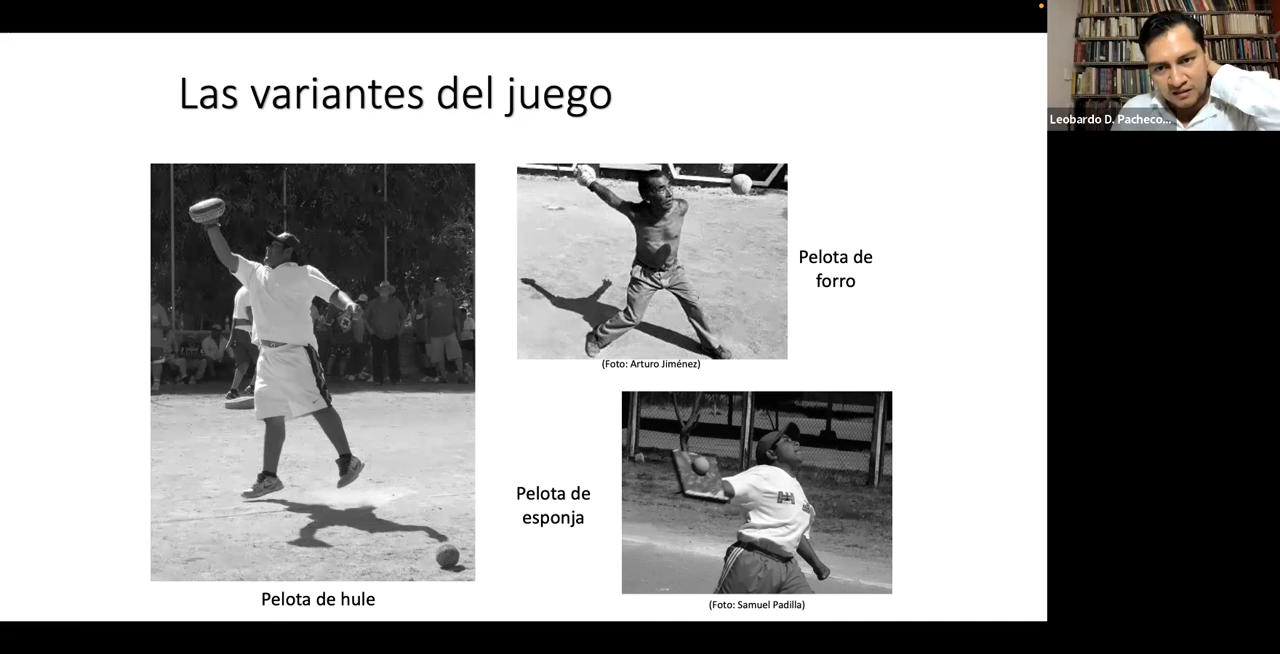 Las variantes del juego
Leobardo D. Pacheco...
Pelota de
forro
(Foto: Arturo Jiménez)
Pelota de
esponja
Pelota de hule
(Foto: Samuel Padilla)